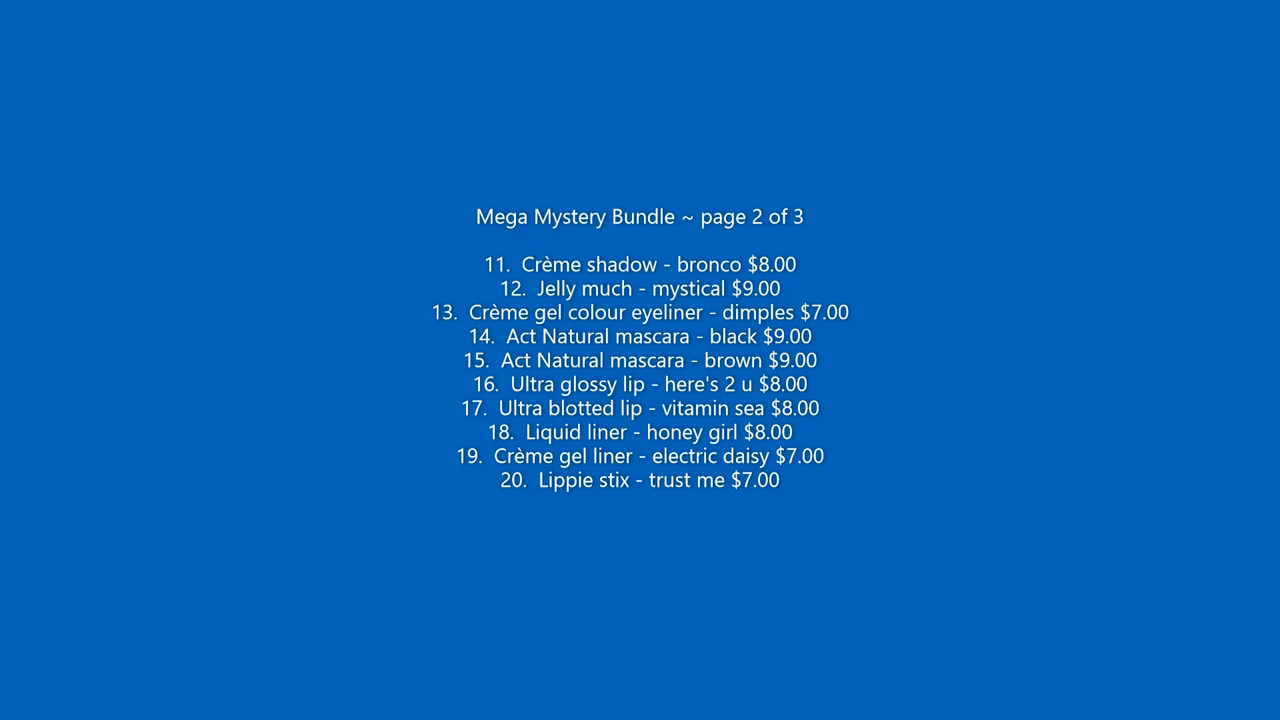 Mega Mystery Bundle ~ page 2 of 3
11.  Crème shadow - bronco $8.00
12.  Jelly much - mystical $9.00
13.  Crème gel colour eyeliner - dimples $7.00
14.  Act Natural mascara - black $9.00
15.  Act Natural mascara - brown $9.00
16.  Ultra glossy lip - here's 2 u $8.00
17.  Ultra blotted lip - vitamin sea $8.00
18.  Liquid liner - honey girl $8.00
19.  Crème gel liner - electric daisy $7.00
20.  Lippie stix - trust me $7.00